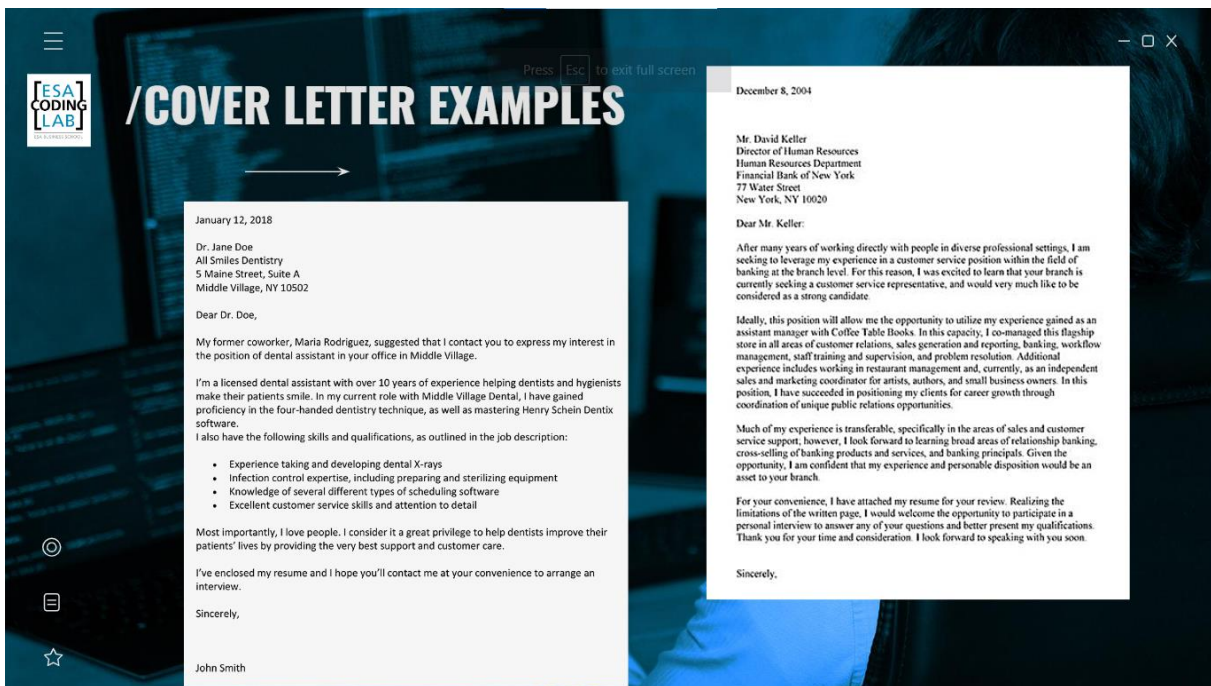 Press Esc to exit full screen
[ESA]
CODING
[LAB]
ESA BUSINESS SCHOOL
/COVER LETTER EXAMPLES
January 12, 2018
Dr. Jane Doe
All Smiles Dentistry
5 Maine Street, Suite A
Middle Village, NY 10502
Dear Dr. Doe,
My former coworker, Maria Rodriguez, suggested that I contact you to express my interest in
the position of dental assistant in your office in Middle Village.
I'm a licensed dental assistant with over 10 years of experience helping dentists and hygienists
make their patients smile. In my current role with Middle Village Dental, I have gained
proficiency in the four-handed dentistry technique, as well as mastering Henry Schein Dentix
software.
I also have the following skills and qualifications, as outlined in the job description:
• Experience taking and developing dental X-rays
• Infection control expertise, including preparing and sterilizing equipment
• Knowledge of several different types of scheduling software
• Excellent customer service skills and attention to detail
Most importantly, I love people. I consider it a great privilege to help dentists improve their
patients' lives by providing the very best support and customer care.
I've enclosed my resume and I hope you'll contact me at your convenience to arrange an
interview.
Sincerely,
John Smith
December 8, 2004
Mr. David Keller
Director of Human Resources
Human Resources Department
Financial Bank of New York
77 Water Street
New York, NY 10020
Dear Mr. Keller:
After many years of working directly with people in diverse professional settings, I am
seeking to leverage my experience in a customer service position within the field of
banking at the branch level. For this reason, I was excited to learn that your branch is
currently seeking a customer service representative, and would very much like to be
considered as a strong candidate.
Ideally, this position will allow me the opportunity to utilize my experience gained as an
assistant manager with Coffee Table Books. In this capacity, I co-managed this flagship
store in all areas of customer relations, sales generation and reporting, banking, workflow
management, staff training and supervision, and problem resolution. Additional
experience includes working in restaurant management and, currently, as an independent
sales and marketing coordinator for artists, authors, and small business owners. In this
position, I have succeeded in positioning my clients for career growth through
coordination of unique public relations opportunities.
Much of my experience is transferable, specifically in the areas of sales and customer
service support; however, I look forward to learning broad areas of relationship banking,
cross-selling of banking products and services, and banking principals. Given the
opportunity, I am confident that my experience and personable disposition would be an
asset to your branch.
For your convenience, I have attached my resume for your review. Realizing the
limitations of the written page, I would welcome the opportunity to participate in a
personal interview to answer any of your questions and better present my qualifications.
Thank you for your time and consideration. I look forward to speaking with you soon.
Sincerely,